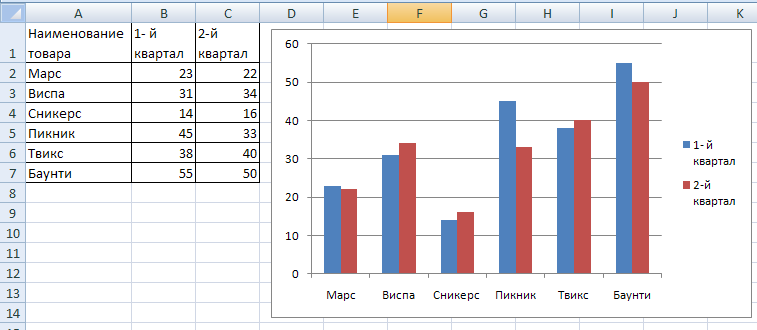 A B C D E F G H I J K
Наименование 1- й 2-й
1 товара квартал квартал
2 Марс 23 22
3 Виспа 31 34
4 Сникерс 14 16
5 Пикник 45 33
6 Твикс 38 40
7 Баунти 55 50
8
9
10
11
12
13
14
60
50
40
30
20
10
0
Марс Виспа Сникерс Пикник Твикс Баунти
1- й
квартал
2-й
квартал